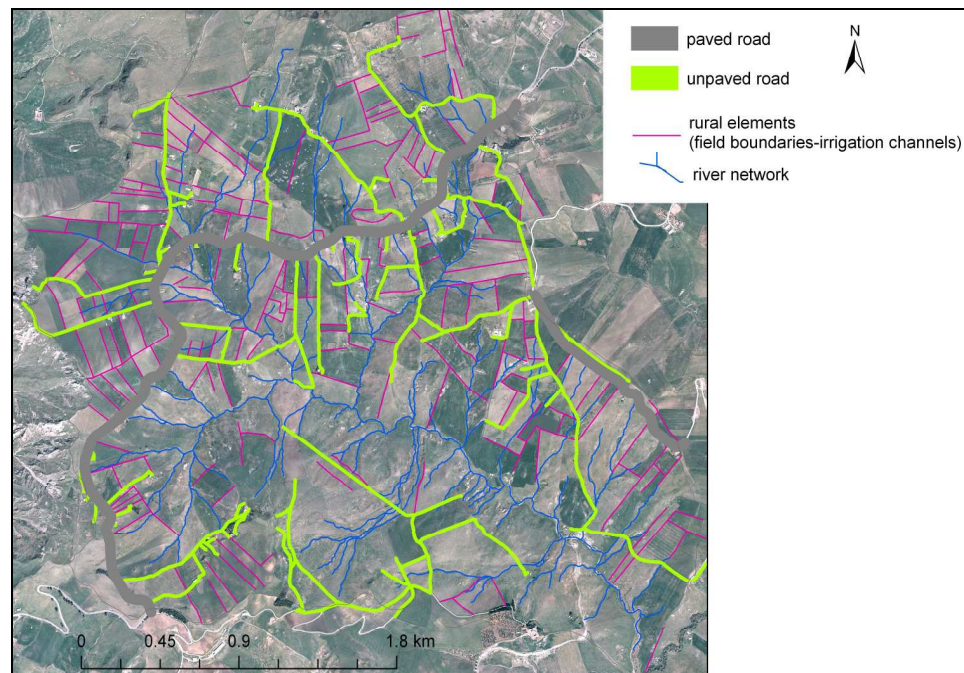 paved road
N
unpaved road
rural elements
(field boundaries-irrigation channels)
river network
0 0.45 0.9 1.8 km